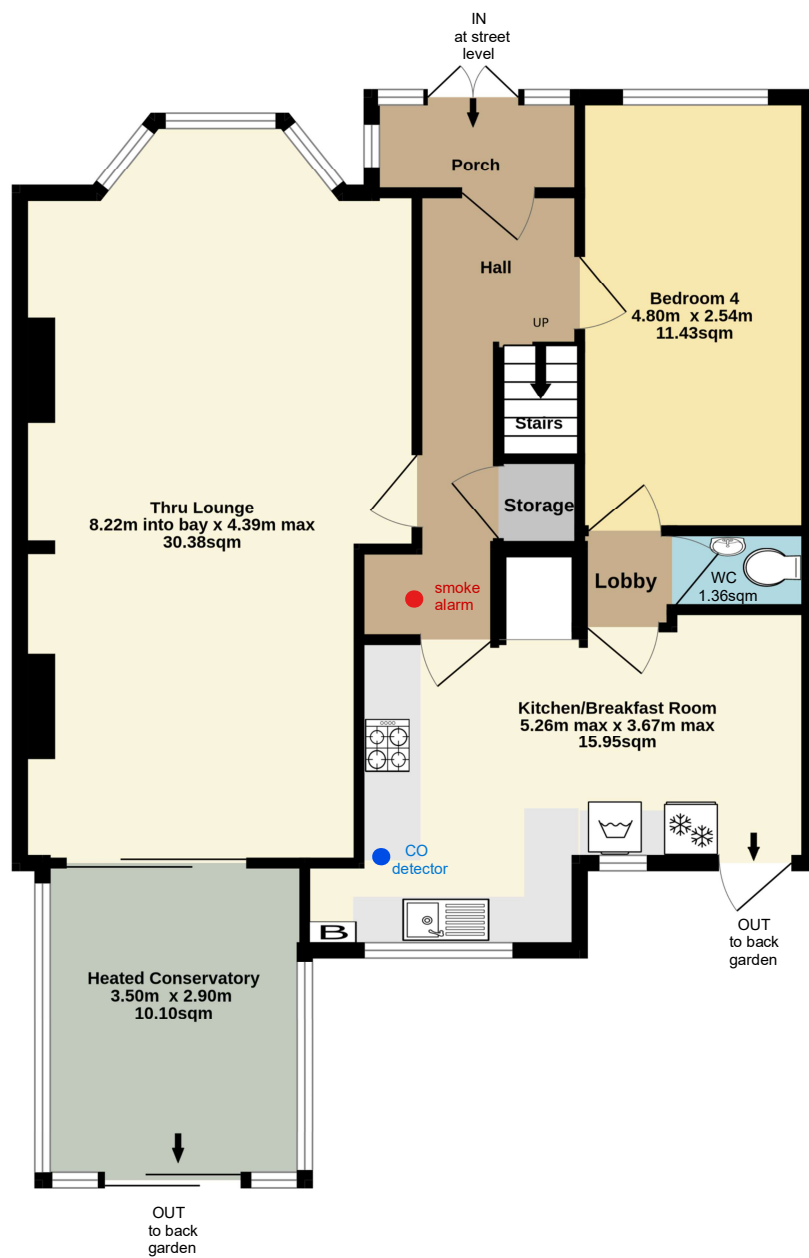 IN
at street
level
Porch
Hall
UP
Bedroom 4
4.80m x 2.54m
11.43sqm
Stairs
Storage
Thru Lounge
8.22m into bay x 4.39m max
30.38sqm
smoke
alarm
Lobby
WC
1.36sqm
Kitchen/Breakfast Room
5.26m max x 3.67m max
15.95sqm
CO
detector
B
OUT
to back
garden
Heated Conservatory
3.50m x 2.90m
10.10sqm
OUT
to back
garden